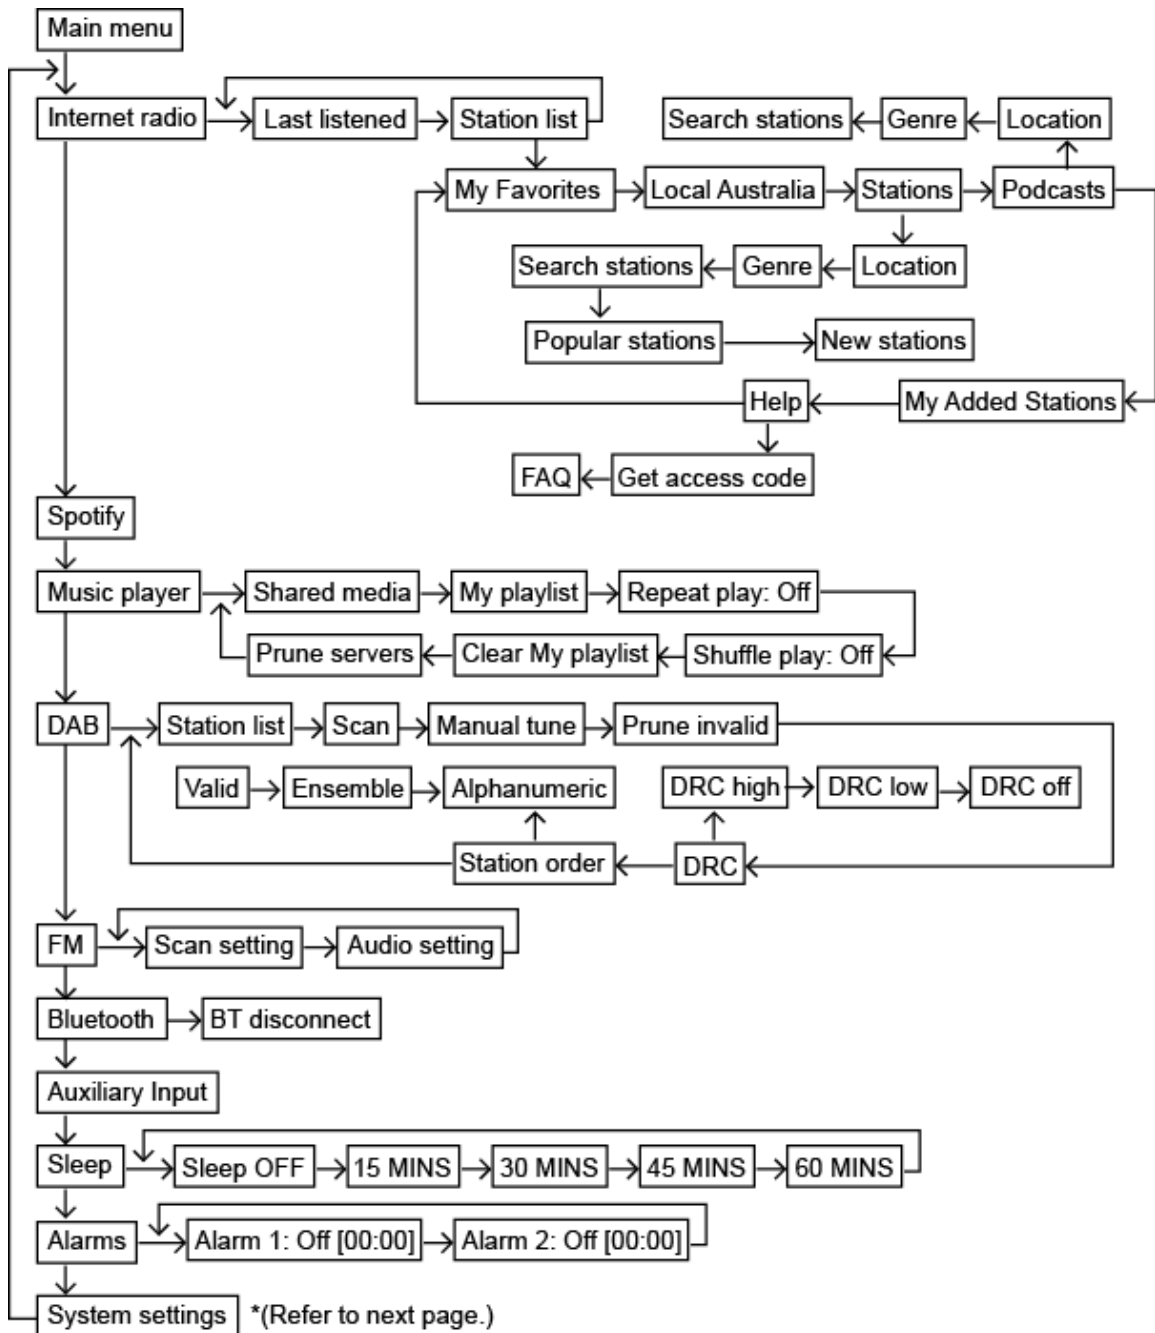 Main menu
Internet radio
Last listened
Station list
Search stations
Genre
Location
My Favorites
Local Australia
Stations
Podcasts
Search stations
Genre
Location
Popular stations
New stations
Help
My Added Stations
FAQ
Get access code
Spotify
Music player
Shared media
My playlist
Repeat play: Off
Prune servers
Clear My playlist
Shuffle play: Off
DAB
Station list
Scan
Manual tune
Prune invalid
Valid
Ensemble
Alphanumeric
DRC high
DRC low
DRC off
Station order
DRC
FM
Scan setting
Audio setting
Bluetooth
BT disconnect
Auxiliary Input
Sleep
Sleep OFF
15 MINS
30 MINS
45 MINS
60 MINS
Alarms
Alarm 1: Off [00:00]
Alarm 2: Off [00:00]
System settings
*(Refer to next page.)